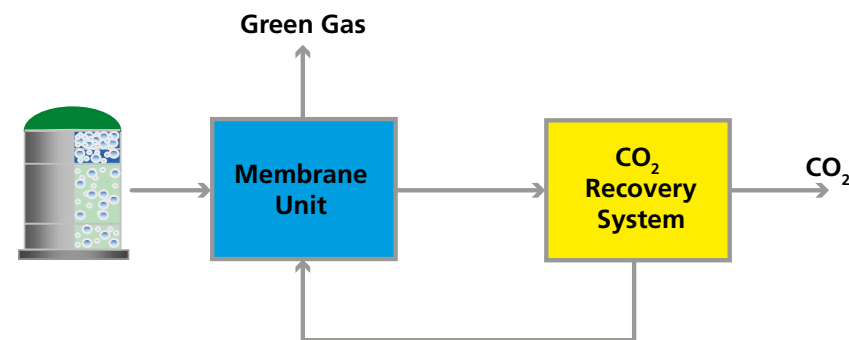 Green Gas
Membrane
Unit
CO₂
Recovery
System
CO₂